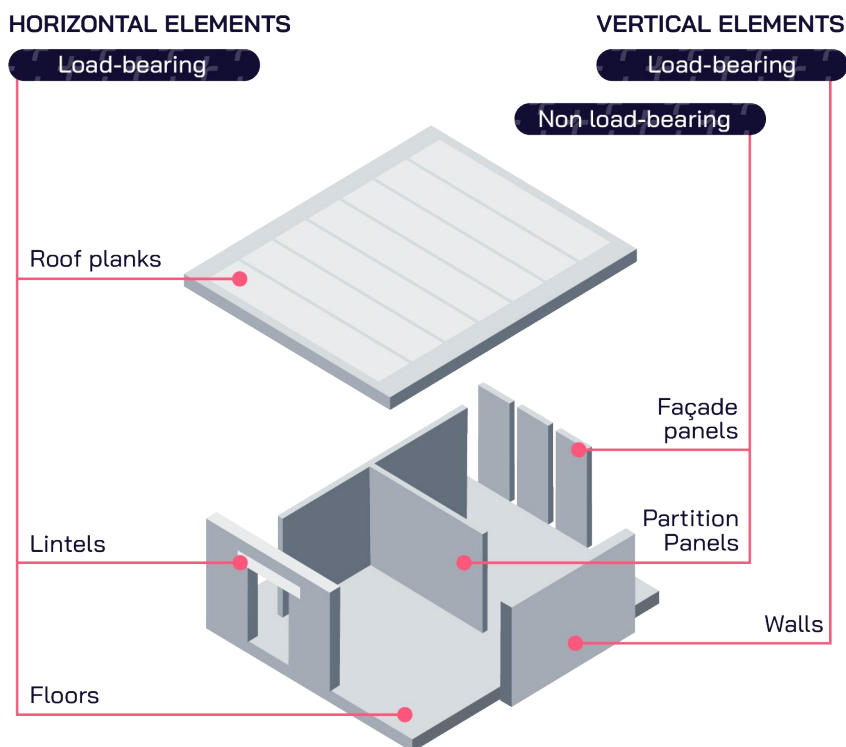 HORIZONTAL ELEMENTS
VERTICAL ELEMENTS
Load-bearing
Load-bearing
Non load-bearing
Roof planks
Façade
panels
Partition
Panels
Lintels
Walls
Floors